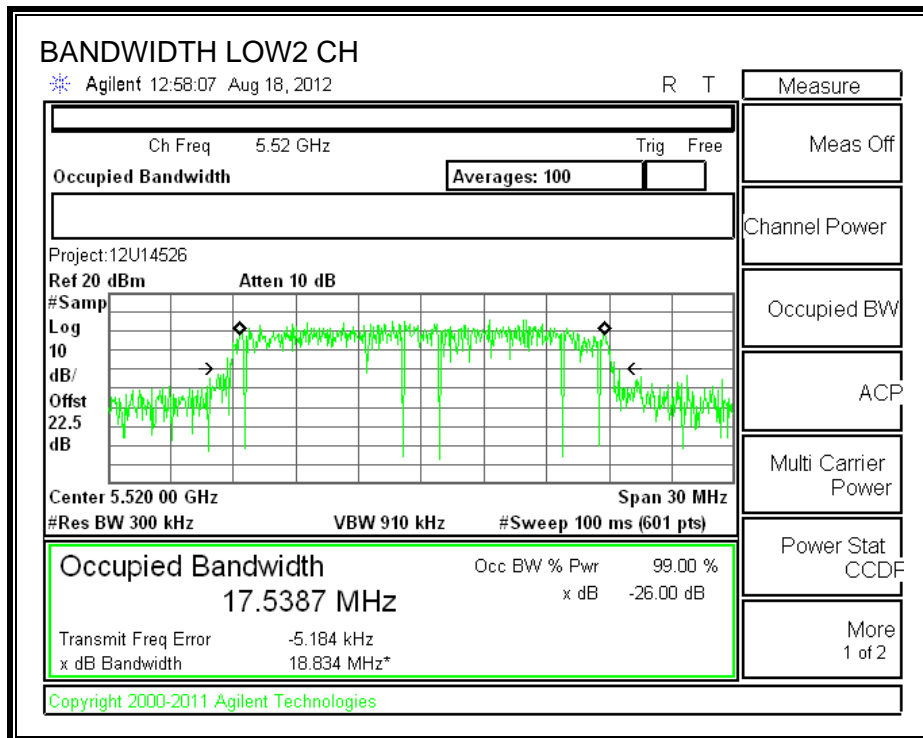 BANDWIDTH LOW2 CH
Agilent 12:58:07 Aug 18, 2012 R T
Measure
Ch Freq 5.52 GHz Trig Free
Meas Off
Occupied Bandwidth Averages: 100
Channel Power
Project:12U14526
Ref 20 dBm Atten 10 dB
#Samp
Log
10
dB/
Offst
22.5
dB
Occupied BW
ACP
Multi Carrier
Power
Center 5.520 00 GHz Span 30 MHz
#Res BW 300 kHz VBW 910 kHz #Sweep 100 ms (601 pts)
Power Stat
CCDF
Occupied Bandwidth Occ BW % Pwr 99.00 %
17.5387 MHz x dB -26.00 dB
Transmit Freq Error -5.184 kHz
x dB Bandwidth 18.834 MHz*
More
1 of 2
Copyright 2000-2011 Agilent Technologies